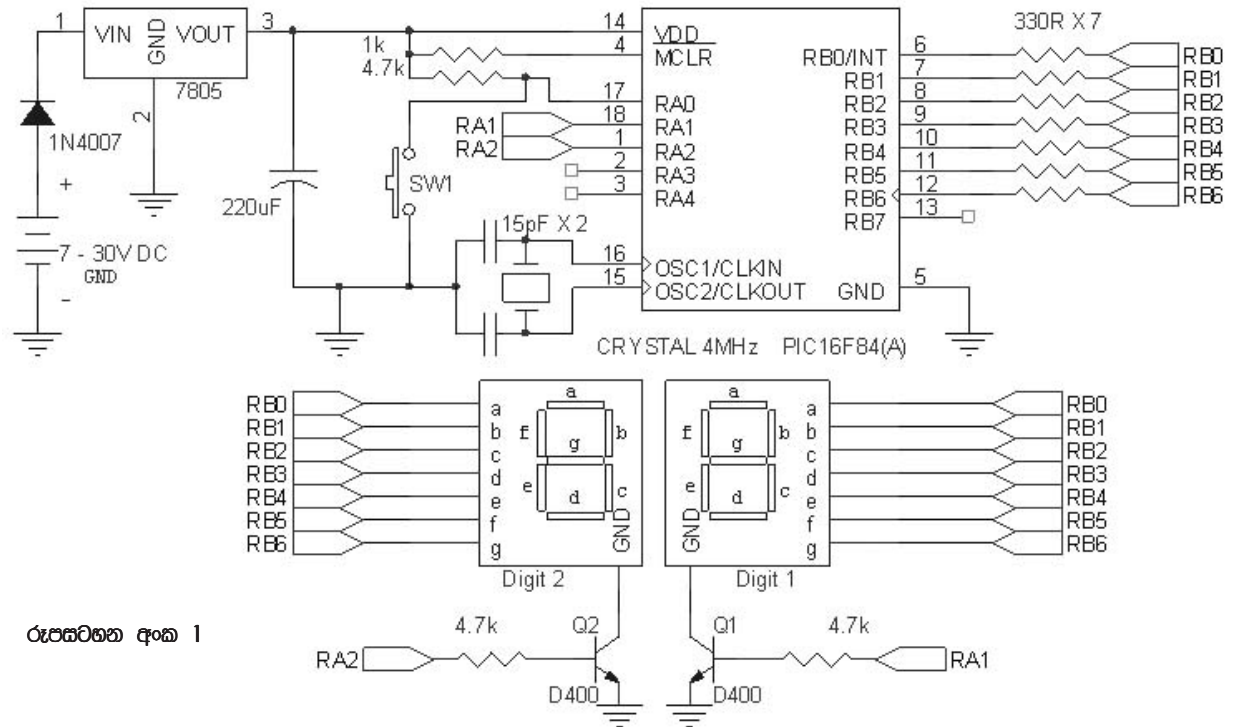 1 VIN GND VOUT 3
7805
2
1N4007
+
7 - 30V DC
GND
-
220uF
1k
4.7k
SW1
RA1
RA2
15pF X 2
14 VDD
4 MCLR
17 RA0
18 RA1
1 RA2
2 RA3
3 RA4
16 OSC1/CLKIN
15 OSC2/CLKOUT
RB0/INT 6
RB1 7
RB2 8
RB3 9
RB4 10
RB5 11
RB6 12
RB7 13
GND 5
330R X 7
RB0
RB1
RB2
RB3
RB4
RB5
RB6
CRYSTAL 4MHz PIC16F84(A)
RB0
RB1
RB2
RB3
RB4
RB5
RB6
a
b
c
d
e
f
g
a
f g b
e d c
GND
Digit 2
a
f g b
e d c
GND
a
b
c
d
e
f
g
Digit 1
RB0
RB1
RB2
RB3
RB4
RB5
RB6
රූපසටහන අංක 1
RA2 4.7k Q2
D400
Q1 4.7k RA1
D400